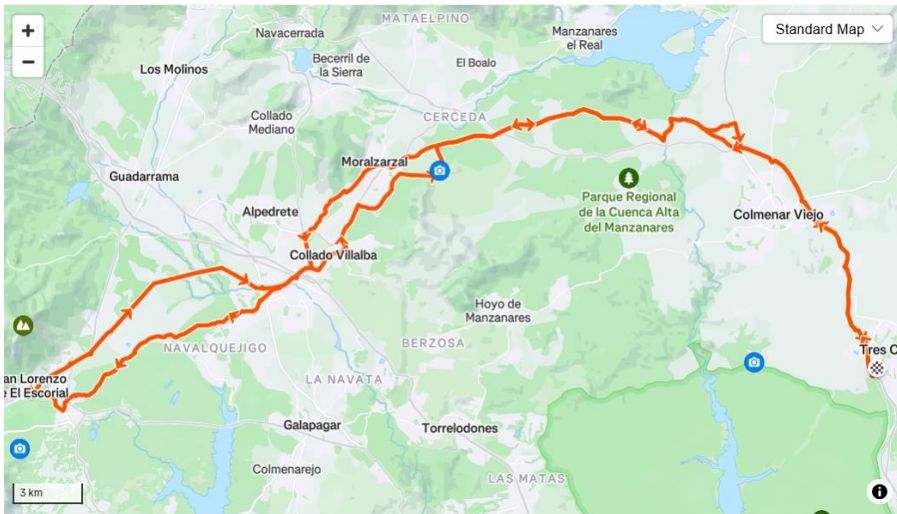 +
−
Standard Map
MATAELPINO
Navacerrada
Manzanares
el Real
Becerril de
la Sierra
El Boalo
Los Molinos
Collado
Mediano
CERCEDA
Moralzarzal
Guadarrama
Parque Regional
de la Cuenca Alta
del Manzanares
Alpedrete
Colmenar Viejo
Collado Villalba
Hoyo de
Manzanares
NAVALQUEJIGO
BERZOSA
Tres C
an Lorenzo
e El Escorial
LA NAVATA
Galapagar
Torrelodones
Colmenarejo
LAS MATAS
3 km
i